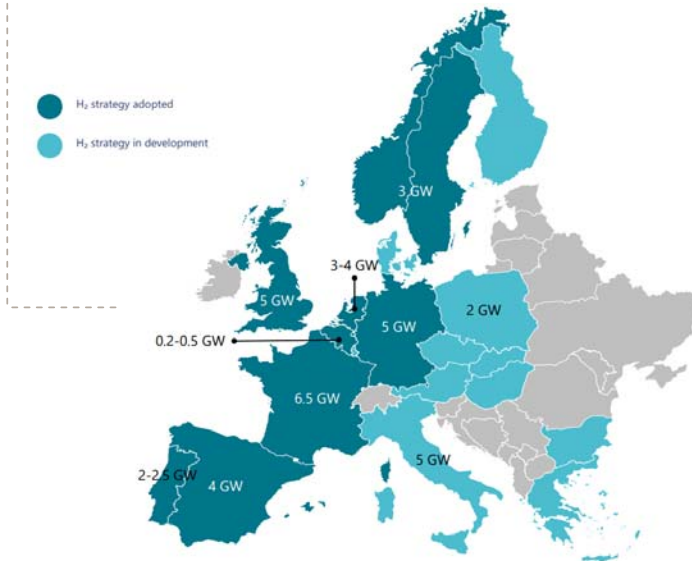 H₂ strategy adopted
H₂ strategy in development
3 GW
3-4 GW
5 GW
2 GW
5 GW
0.2-0.5 GW
6.5 GW
5 GW
2-2.5 GW
4 GW